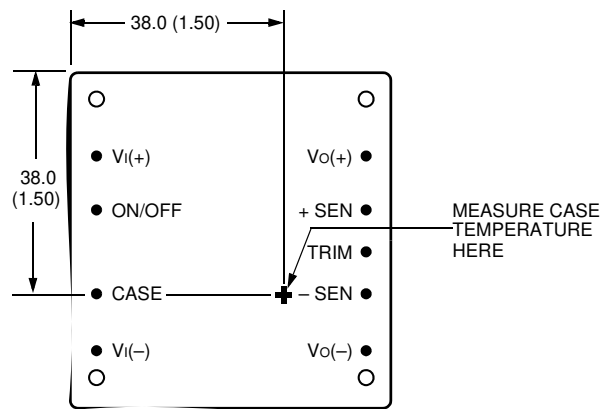 38.0 (1.50)
VI(+)
VO(+)
38.0
(1.50)
ON/OFF
+ SEN
MEASURE CASE
TEMPERATURE
HERE
TRIM
CASE
– SEN
VI(–)
VO(–)